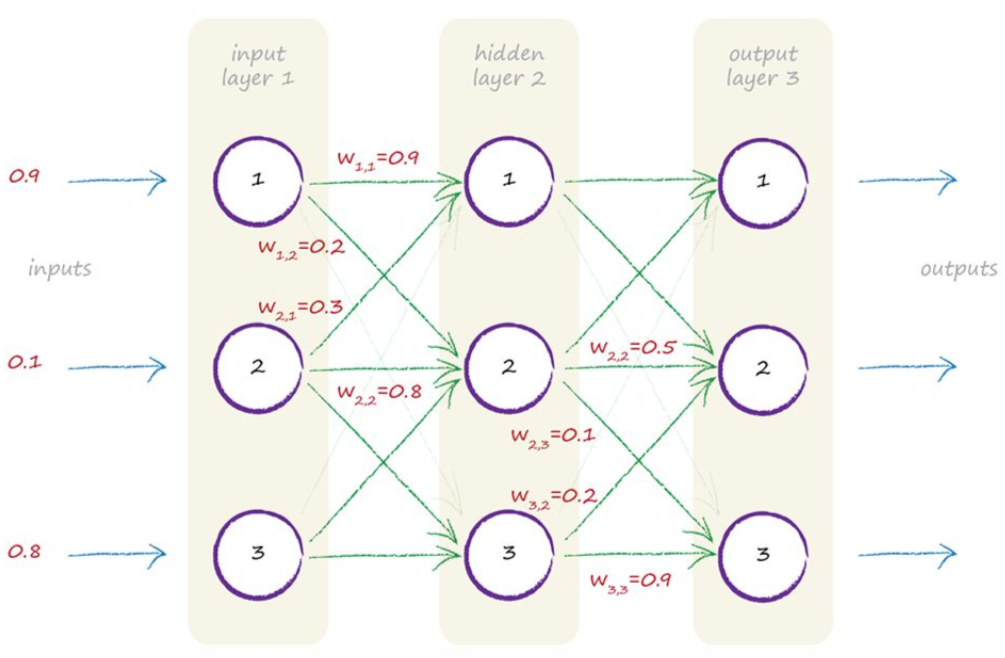 input
layer 1
hidden
layer 2
output
layer 3
w1,1=0.9
0.9
1
1
1
w1,2=0.2
inputs
outputs
w2,1=0.3
w2,2=0.5
0.1
2
2
2
w2,2=0.8
w2,3=0.1
w3,2=0.2
0.8
3
3
3
w3,3=0.9